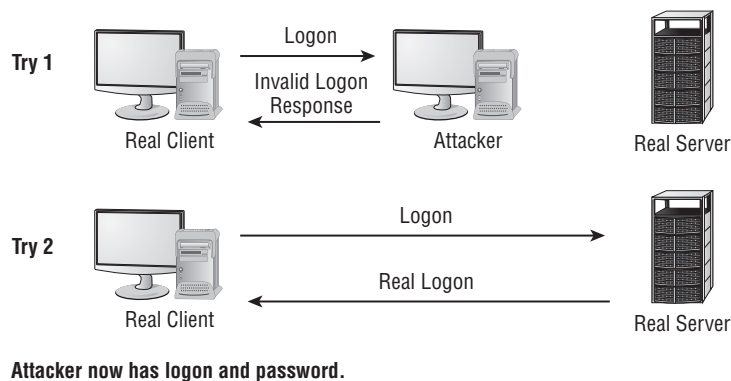 Try 1
Logon
Invalid Logon
Response
Real Client
Attacker
Real Server
Try 2
Logon
Real Logon
Real Client
Real Server
Attacker now has logon and password.